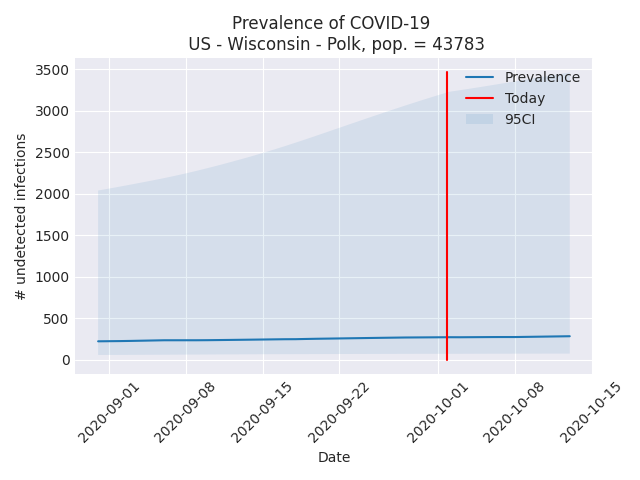 Prevalence of COVID-19
US - Wisconsin - Polk, pop. = 43783
3500
3000
2500
2000
1500
1000
500
0
# undetected infections
Prevalence
Today
95CI
2020-09-01
2020-09-08
2020-09-15
2020-09-22
2020-10-01
2020-10-08
2020-10-15
Date